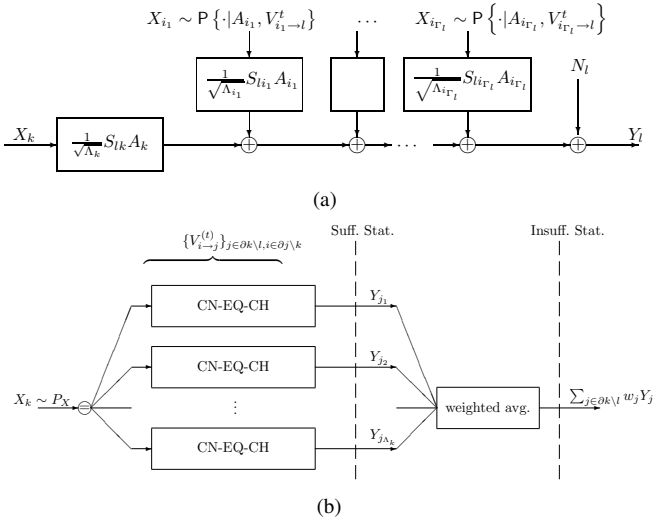 X_{i_1} ∼ P {·|A_{i_1}, V^t_{i_1→l}} … X_{i_{Γ_l}} ∼ P {·|A_{i_{Γ_l}}, V^t_{i_{Γ_l}→l}}
X_k 1/√Λ_k S_{lk} A_k 1/√Λ_{i_1} S_{li_1} A_{i_1} 1/√Λ_{i_{Γ_l}} S_{li_{Γ_l}} A_{i_{Γ_l}} N_l
+ + … + + Y_l
(a)
{V^{(t)}_{i→j}}_{j∈∂k\l, i∈∂j\k} Suff. Stat. Insuff. Stat.
CN-EQ-CH Y_{j_1}
CN-EQ-CH Y_{j_2}
X_k ∼ P_X = ⋮ weighted avg. ∑_{j∈∂k\l} w_j Y_j
CN-EQ-CH Y_{j_{Λ_k}}
(b)